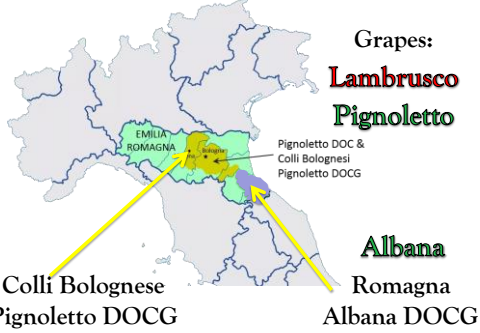 Grapes:
Lambrusco
Pignoletto
EMILIA
ROMAGNA
Bologna
Pignoletto DOC &
Colli Bolognesi
Pignoletto DOCG
Albana
Colli Bolognese
Pignoletto DOCG
Romagna
Albana DOCG